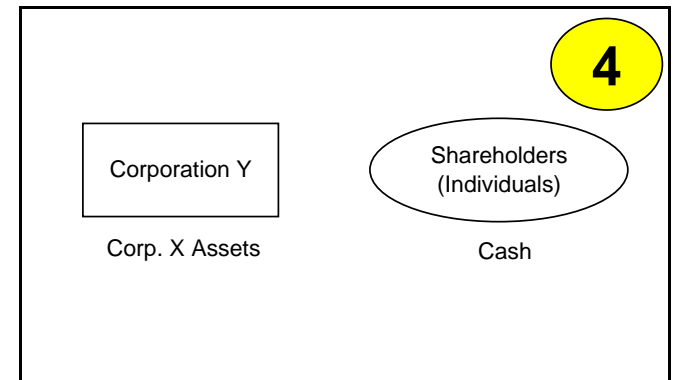 4
Corporation Y
Shareholders
(Individuals)
Corp. X Assets
Cash